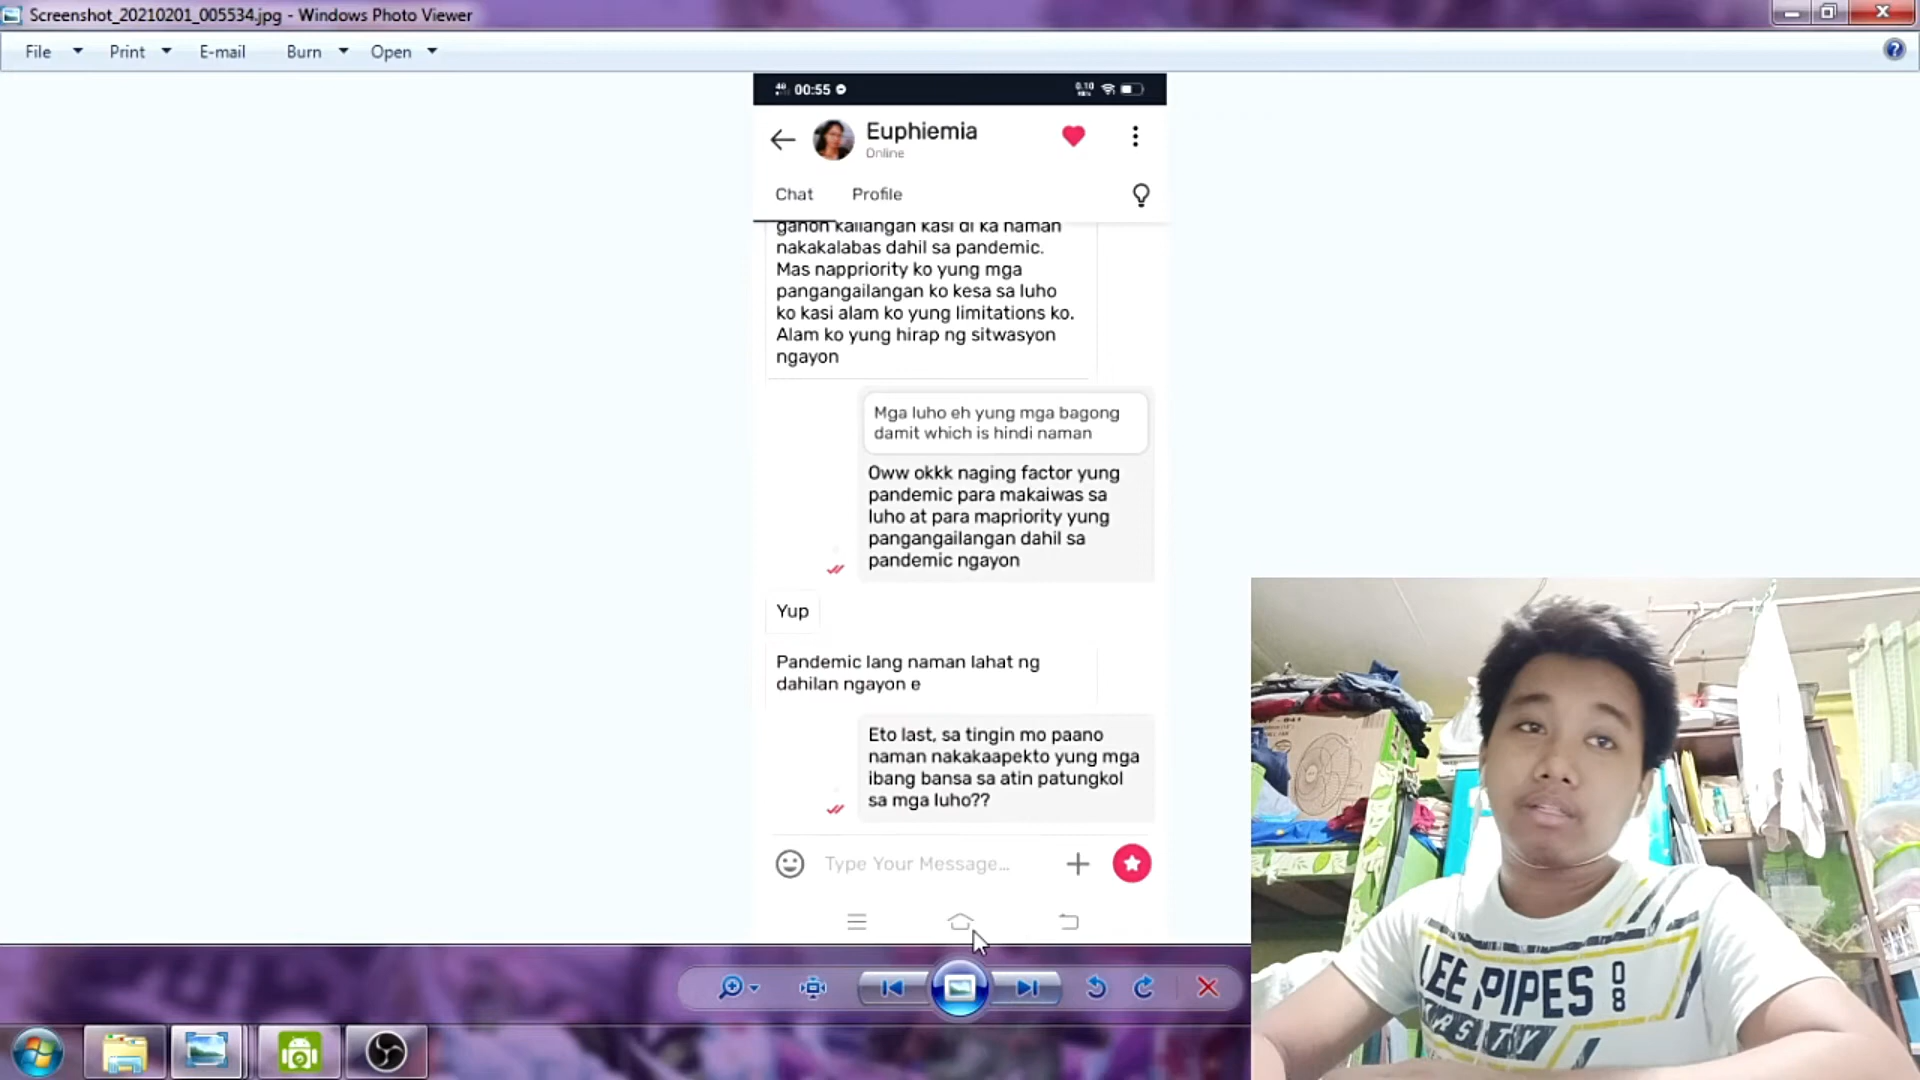 Screenshot_20210201_005534.jpg - Windows Photo Viewer
File Print E-mail Burn Open
00:55
0.10
Euphiemia
Online
Chat Profile
ganon kailangan kasi di ka naman
nakakalabas dahil sa pandemic.
Mas nappriority ko yung mga
pangangailangan ko kesa sa luho
ko kasi alam ko yung limitations ko.
Alam ko yung hirap ng sitwasyon
ngayon
Mga luho eh yung mga bagong
damit which is hindi naman
Oww okkk naging factor yung
pandemic para makaiwas sa
luho at para mapriority yung
pangangailangan dahil sa
pandemic ngayon
Yup
Pandemic lang naman lahat ng
dahilan ngayon e
Eto last, sa tingin mo paano
naman nakakaapekto yung mga
ibang bansa sa atin patungkol
sa mga luho??
Type Your Message...
LEE PIPES
08